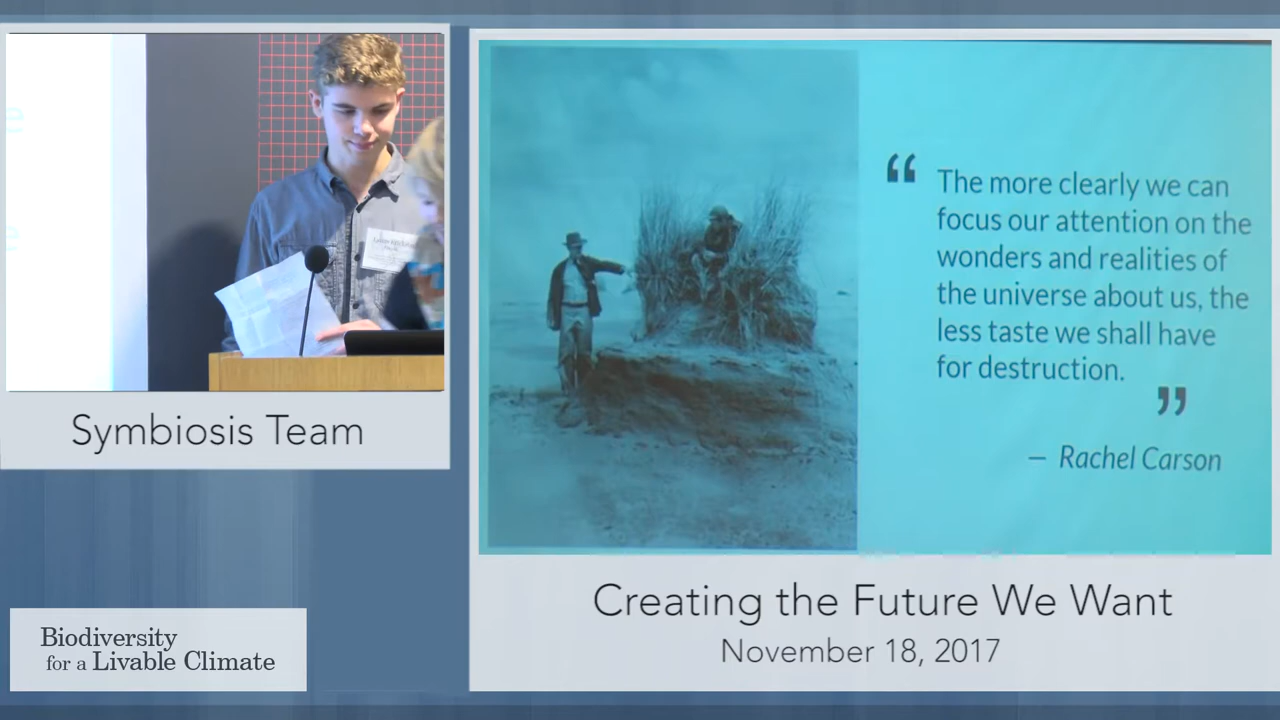 Symbiosis Team
“
The more clearly we can
focus our attention on the
wonders and realities of
the universe about us, the
less taste we shall have
for destruction.
”
– Rachel Carson
Creating the Future We Want
November 18, 2017
Biodiversity
for a Livable Climate